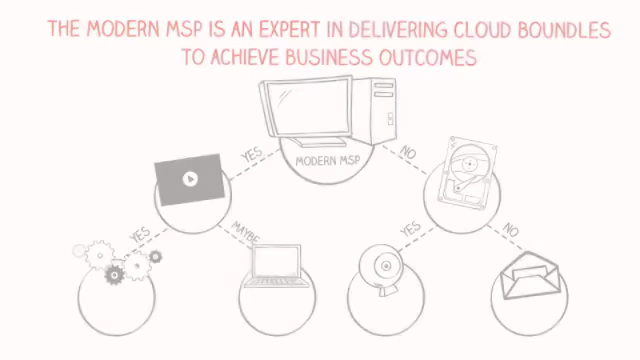 THE MODERN MSP IS AN EXPERT IN DELIVERING CLOUD BOUNDLES
TO ACHIEVE BUSINESS OUTCOMES
MODERN MSP
YES
NO
YES
MAYBE
YES
NO